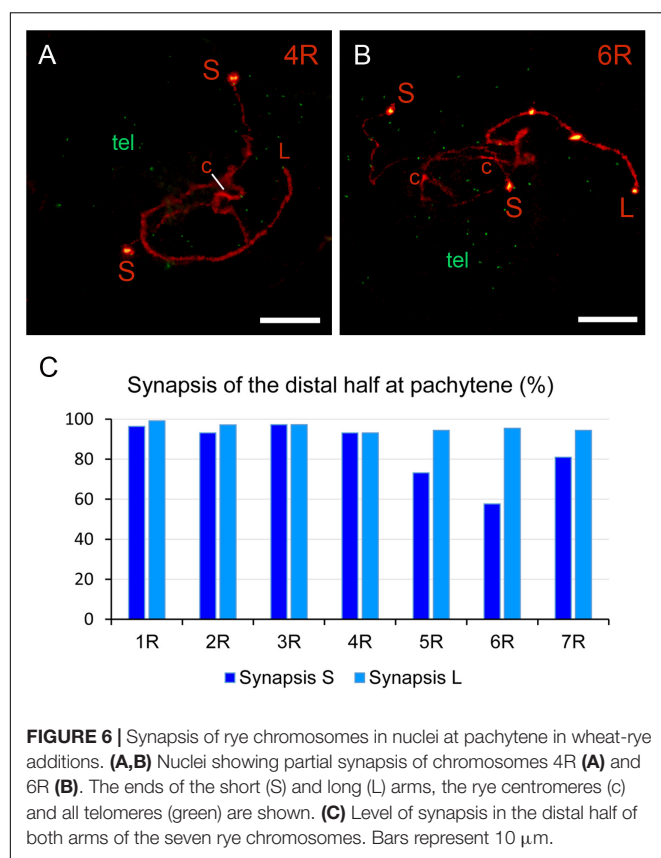 A
4R
S
tel
c
L
S
B
6R
S
c
c
S
L
tel
C
Synapsis of the distal half at pachytene (%)
100
80
60
40
20
0
1R 2R 3R 4R 5R 6R 7R
Synapsis S Synapsis L
FIGURE 6 | Synapsis of rye chromosomes in nuclei at pachytene in wheat-rye
additions. (A,B) Nuclei showing partial synapsis of chromosomes 4R (A) and
6R (B). The ends of the short (S) and long (L) arms, the rye centromeres (c)
and all telomeres (green) are shown. (C) Level of synapsis in the distal half of
both arms of the seven rye chromosomes. Bars represent 10 μm.